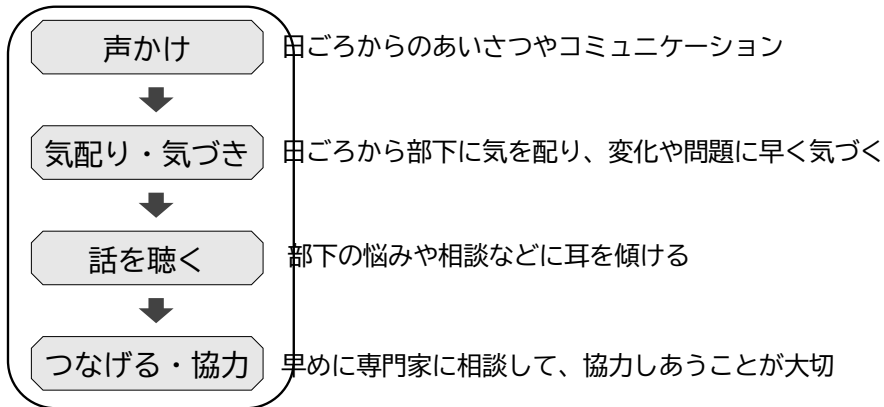 声かけ
日ごろからのあいさつやコミュニケーション
気配り・気づき
日ごろから部下に気を配り、変化や問題に早く気づく
話を聴く
部下の悩みや相談などに耳を傾ける
つなげる・協力
早めに専門家に相談して、協力しあうことが大切